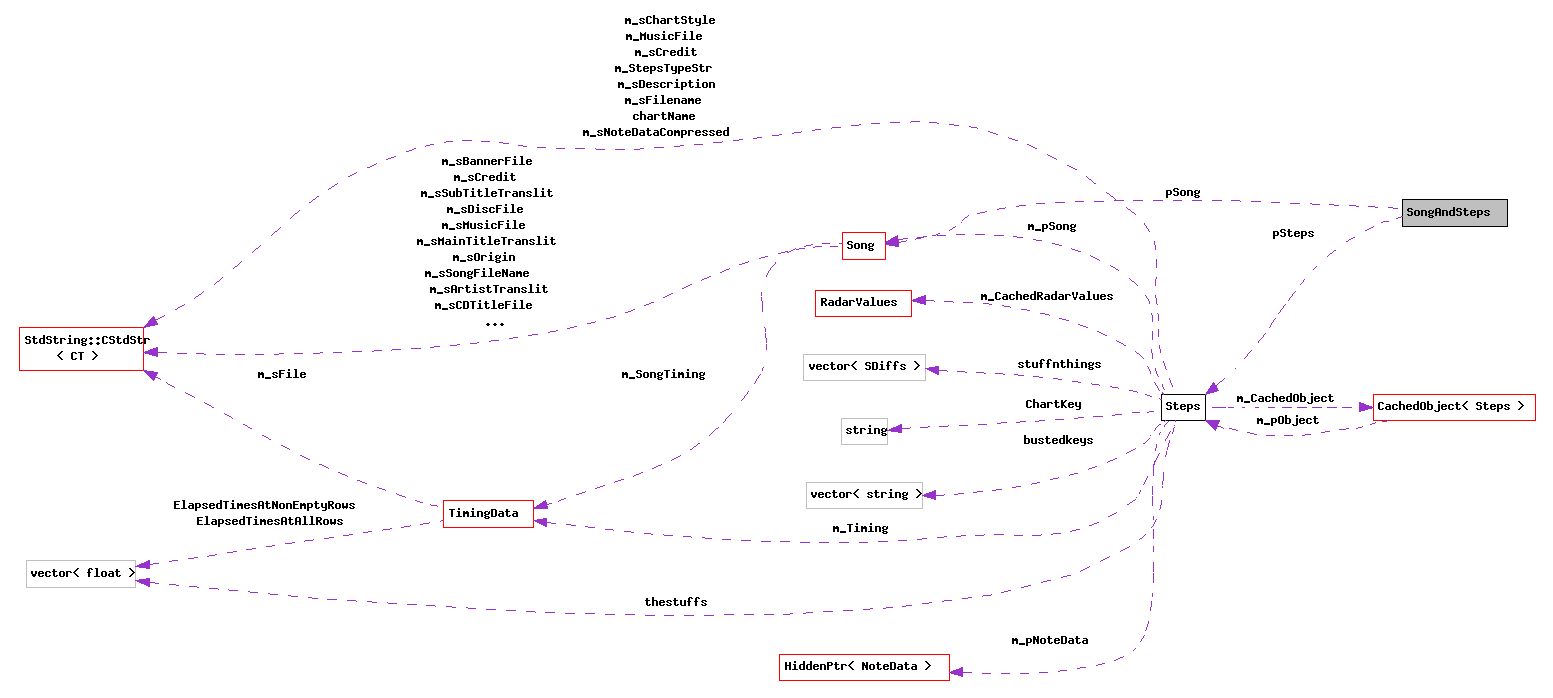 m_sChartStyle
m_MusicFile
m_sCredit
m_StepsTypeStr
m_sDescription
m_sFilename
chartName
m_sNoteDataCompressed
m_sBannerFile
m_sCredit
m_sSubTitleTranslit
m_sDiscFile
m_sMusicFile
m_sMainTitleTranslit
m_sOrigin
m_sSongFileName
m_sArtistTranslit
m_sCDTitleFile
...
pSong
SongAndSteps
m_pSong
pSteps
Song
m_CachedRadarValues
RadarValues
StdString::CStdStr
< CT >
stuffnthings
vector< SDiffs >
m_sFile
m_SongTiming
m_CachedObject
ChartKey
Steps
CachedObject< Steps >
m_pObject
string
bustedkeys
vector< string >
ElapsedTimesAtNonEmptyRows
ElapsedTimesAtAllRows
TimingData
m_Timing
vector< float >
thestuffs
m_pNoteData
HiddenPtr< NoteData >